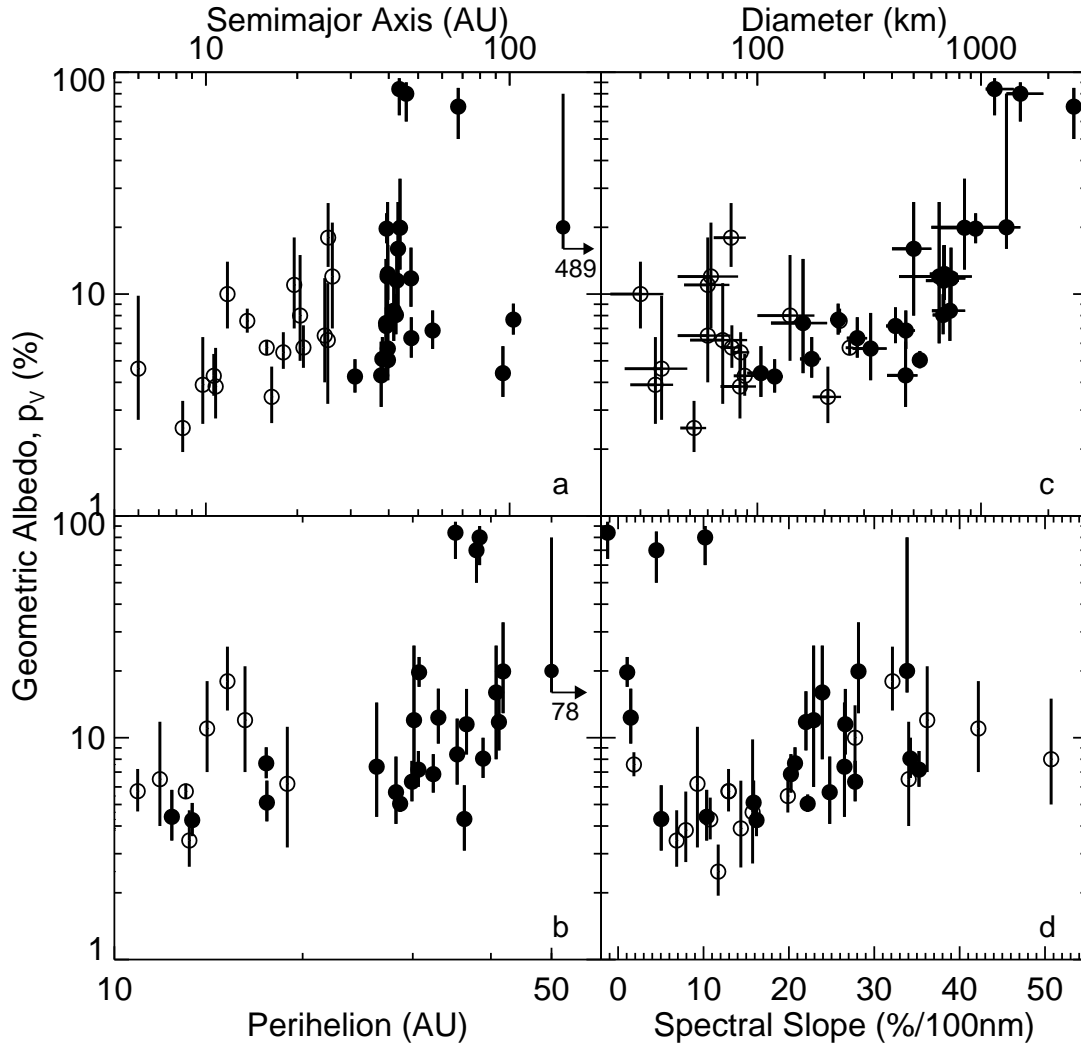 Semimajor Axis (AU)
Diameter (km)
10
100
100
1000
Geometric Albedo, pV (%)
100
10
1
489
a
c
100
10
1
78
b
d
10
50
0
10
20
30
40
50
Perihelion (AU)
Spectral Slope (%/100nm)